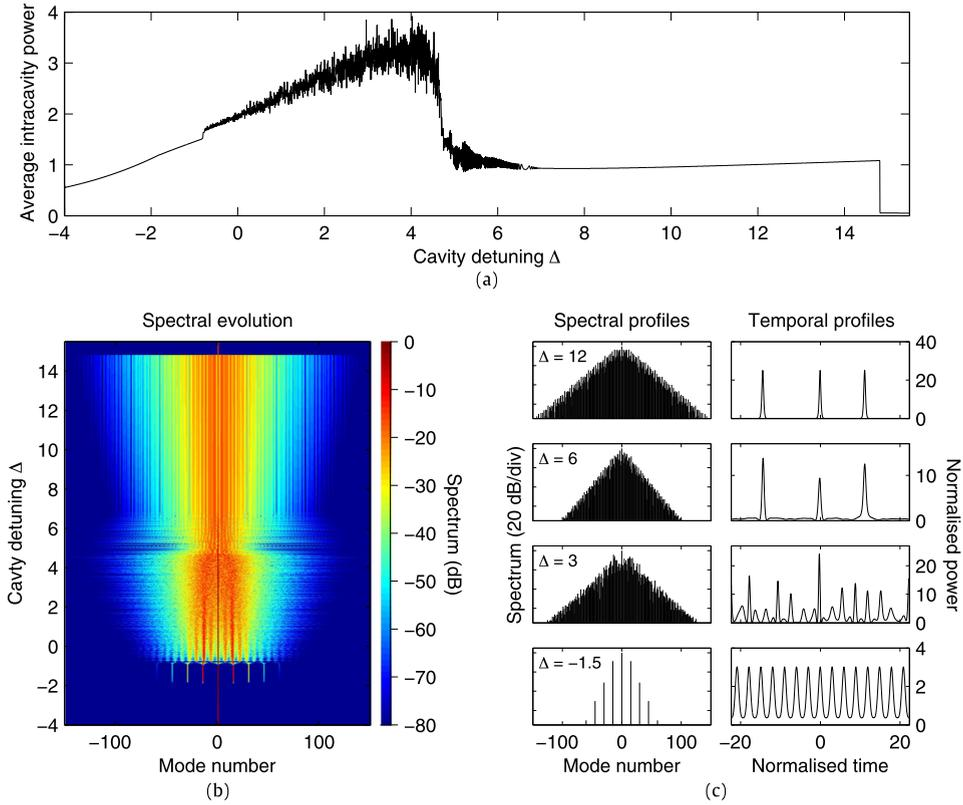 Average intracavity power
4
3
2
1
0
−4 −2 0 2 4 6 8 10 12 14
Cavity detuning Δ
(a)
Spectral evolution
Cavty detuning Δ
14
12
10
8
6
4
2
0
−2
−4
−100 0 100
Mode number
0
−10
−20
−30
−40
−50
−60
−70
−80
Spectrum (dB)
(b)
Spectral profiles Temporal profiles
Spectrum (20 dB/div)
Δ = 12
40
20
0
Δ = 6
10
0
Δ = 3
20
10
0
Δ = −1.5
4
2
0
Normalised power
−100 0 100 −20 0 20
Mode number Normalised time
(c)